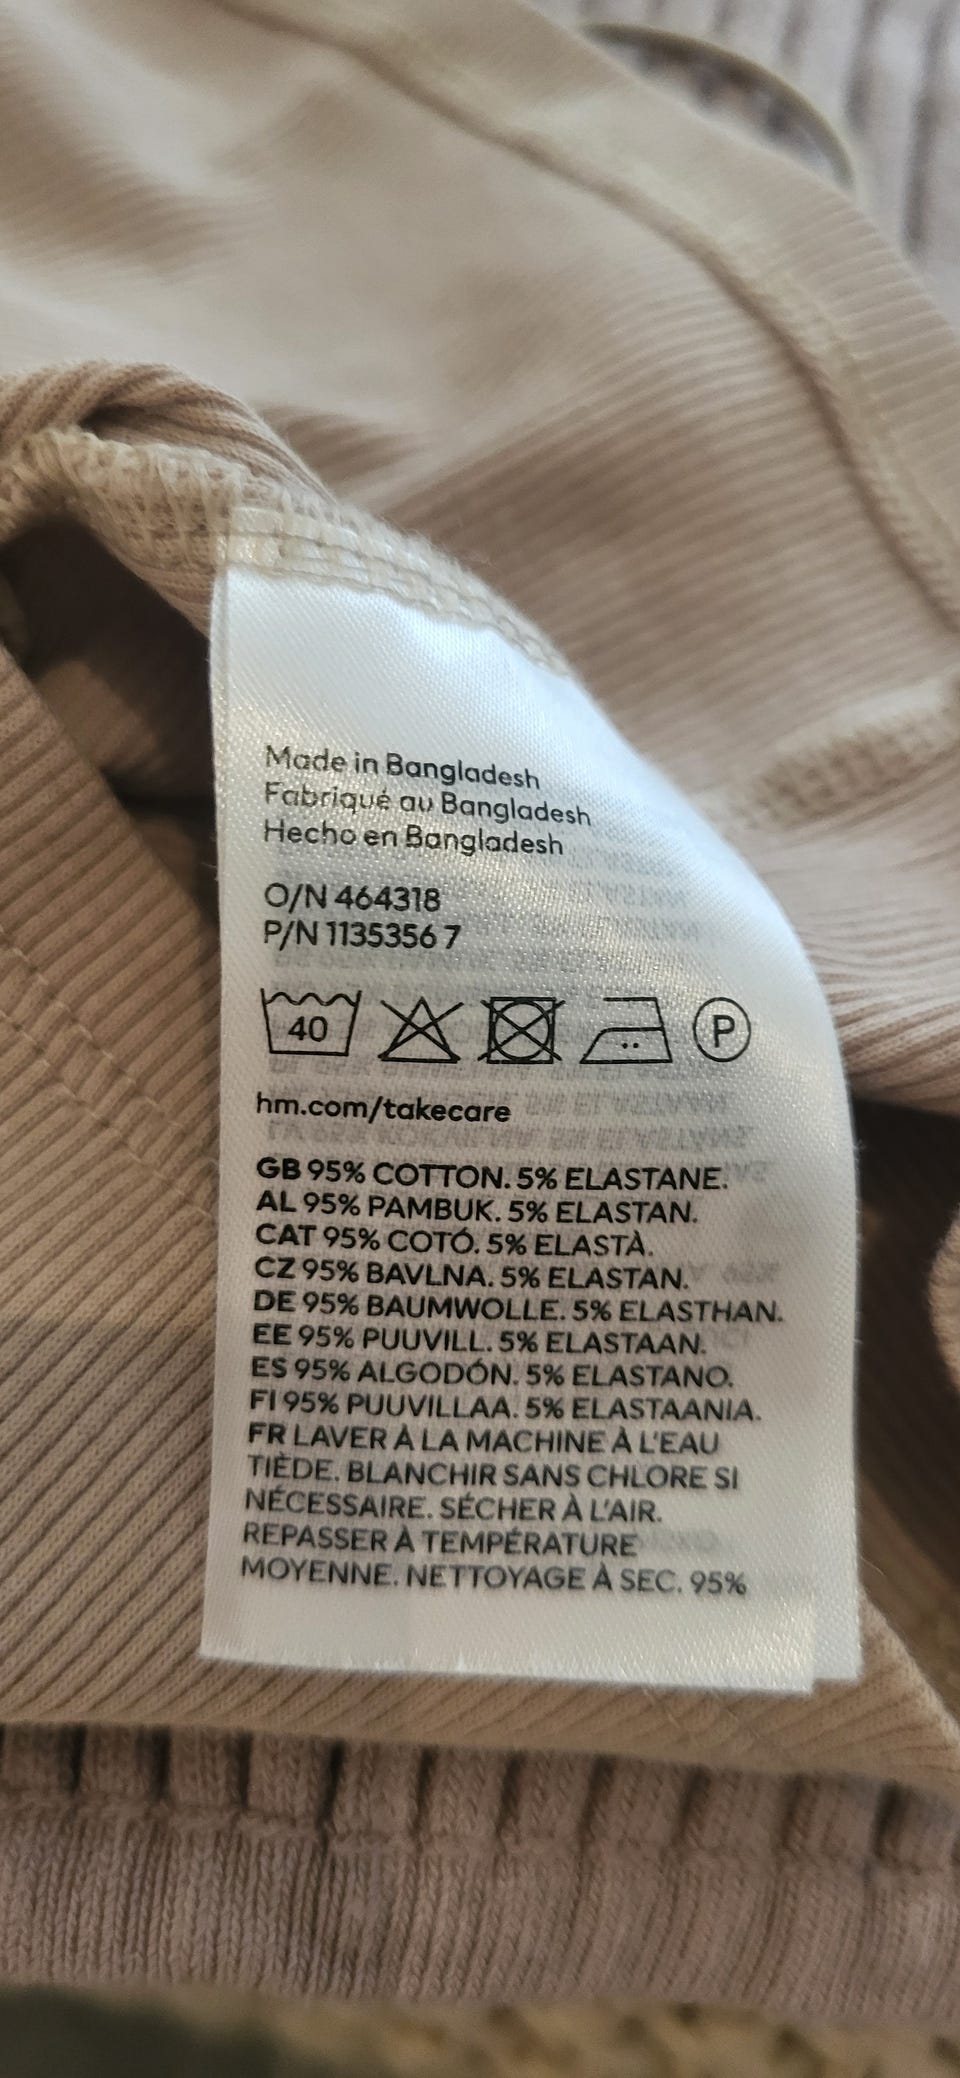 Made in Bangladesh
Fabriqué au Bangladesh
Hecho en Bangladesh
O/N 464318
P/N 1135356 7
40 P
hm.com/takecare
GB 95% COTTON. 5% ELASTANE.
AL 95% PAMBUK. 5% ELASTAN.
CAT 95% COTÓ. 5% ELASTÀ.
CZ 95% BAVLNA. 5% ELASTAN.
DE 95% BAUMWOLLE. 5% ELASTHAN.
EE 95% PUUVILL. 5% ELASTAAN.
ES 95% ALGODÓN. 5% ELASTANO.
FI 95% PUUVILLAA. 5% ELASTAANIA.
FR LAVER À LA MACHINE À L'EAU
TIÈDE. BLANCHIR SANS CHLORE SI
NÉCESSAIRE. SÉCHER À L'AIR.
REPASSER À TEMPÉRATURE
MOYENNE. NETTOYAGE À SEC. 95%